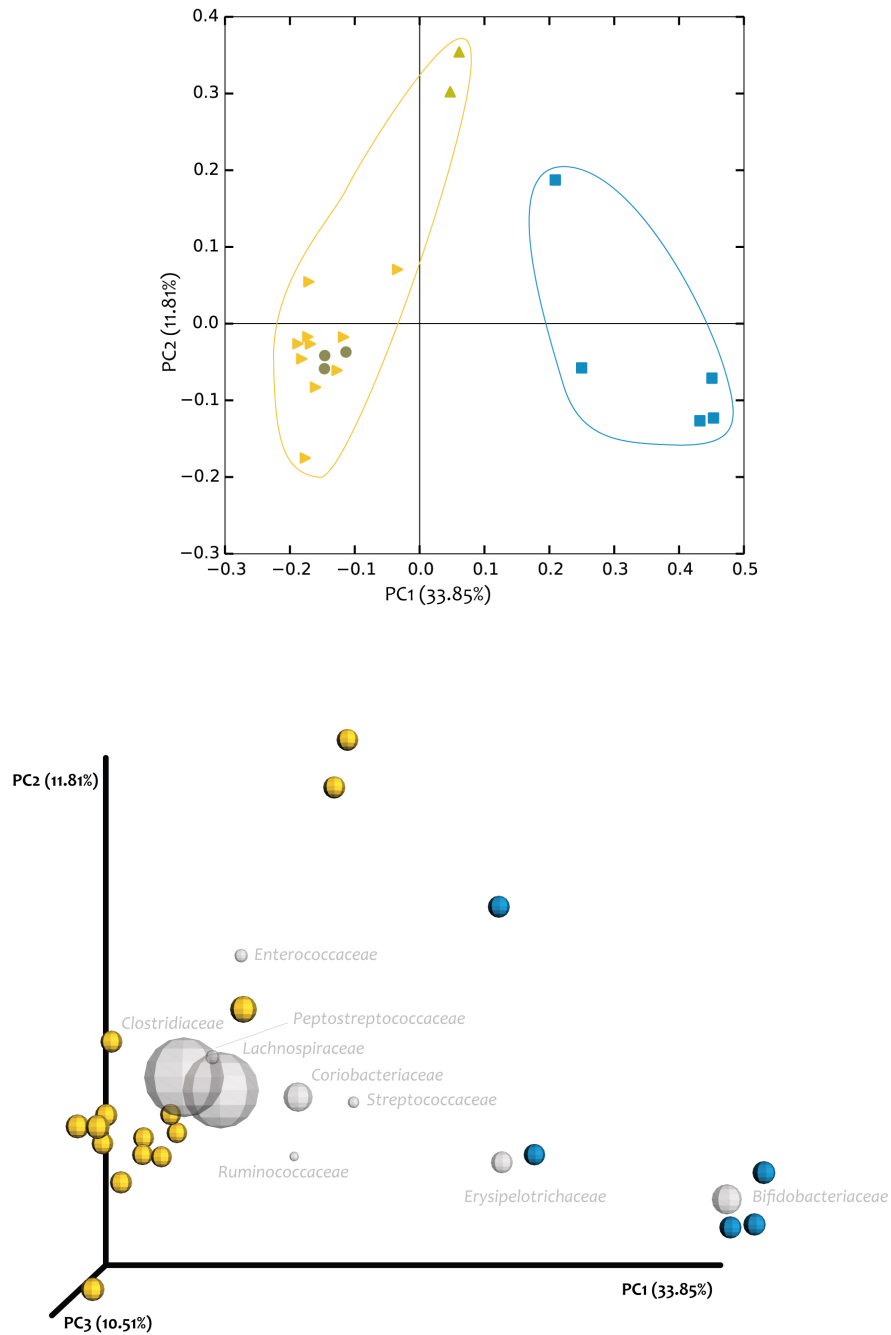 0.4
0.3
0.2
0.1
0.0
−0.1
−0.2
−0.3
PC2 (11.81%)
−0.3 −0.2 −0.1 0.0 0.1 0.2 0.3 0.4 0.5
PC1 (33.85%)
PC2 (11.81%)
Enterococcaceae
Clostridiaceae
Peptostreptococcaceae
Lachnospiraceae
Coriobacteriaceae
Streptococcaceae
Ruminococcaceae
Erysipelotrichaceae
Bifidobacteriaceae
PC1 (33.85%)
PC3 (10.51%)